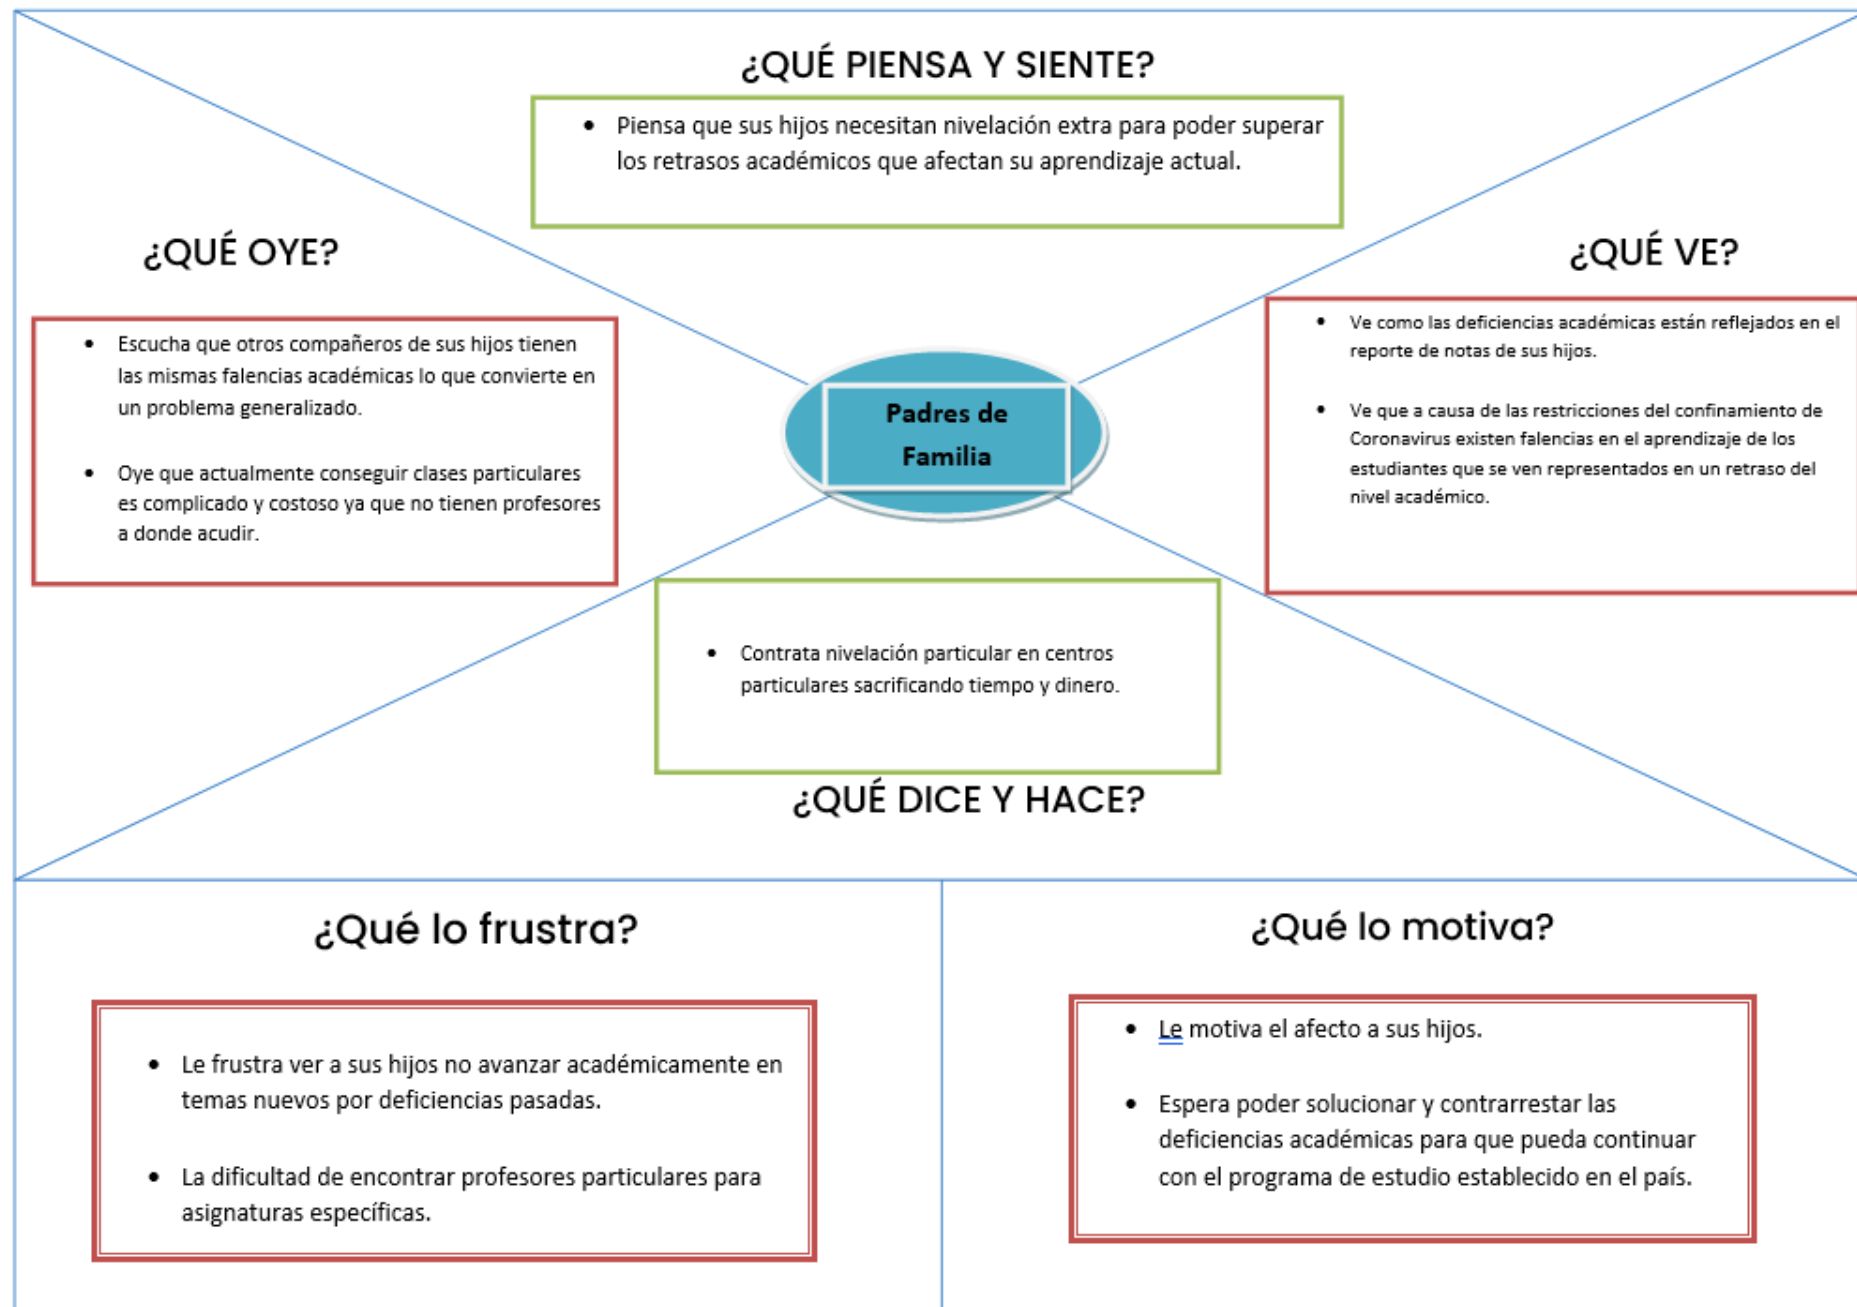 ¿QUÉ PIENSA Y SIENTE?
• Piensa que sus hijos necesitan nivelación extra para poder superar
los retrasos académicos que afectan su aprendizaje actual.
¿QUÉ OYE?
• Escucha que otros compañeros de sus hijos tienen
las mismas falencias académicas lo que convierte en
un problema generalizado.
• Oye que actualmente conseguir clases particulares
es complicado y costoso ya que no tienen profesores
a donde acudir.
¿QUÉ VE?
• Ve como las deficiencias académicas están reflejados en el
reporte de notas de sus hijos.
• Ve que a causa de las restricciones del confinamiento de
Coronavirus existen falencias en el aprendizaje de los
estudiantes que se ven representados en un retraso del
nivel académico.
Padres de
Familia
• Contrata nivelación particular en centros
particulares sacrificando tiempo y dinero.
¿QUÉ DICE Y HACE?
¿Qué lo frustra?
• Le frustra ver a sus hijos no avanzar académicamente en
temas nuevos por deficiencias pasadas.
• La dificultad de encontrar profesores particulares para
asignaturas específicas.
¿Qué lo motiva?
• Le motiva el afecto a sus hijos.
• Espera poder solucionar y contrarrestar las
deficiencias académicas para que pueda continuar
con el programa de estudio establecido en el país.